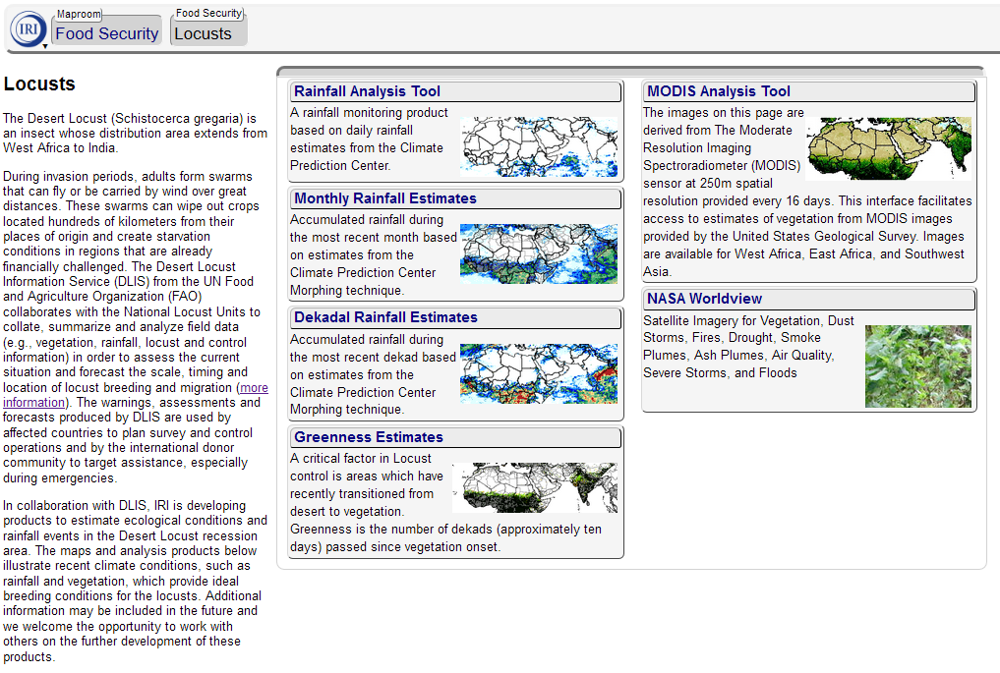 IRI
Maproom
Food Security
Food Security
Locusts
Locusts
The Desert Locust (Schistocerca gregaria) is
an insect whose distribution area extends from
West Africa to India.
During invasion periods, adults form swarms
that can fly or be carried by wind over great
distances. These swarms can wipe out crops
located hundreds of kilometers from their
places of origin and create starvation
conditions in regions that are already
financially challenged. The Desert Locust
Information Service (DLIS) from the UN Food
and Agriculture Organization (FAO)
collaborates with the National Locust Units to
collate, summarize and analyze field data
(e.g., vegetation, rainfall, locust and control
information) in order to assess the current
situation and forecast the scale, timing and
location of locust breeding and migration (more
information). The warnings, assessments and
forecasts produced by DLIS are used by
affected countries to plan survey and control
operations and by the international donor
community to target assistance, especially
during emergencies.
In collaboration with DLIS, IRI is developing
products to estimate ecological conditions and
rainfall events in the Desert Locust recession
area. The maps and analysis products below
illustrate recent climate conditions, such as
rainfall and vegetation, which provide ideal
breeding conditions for the locusts. Additional
information may be included in the future and
we welcome the opportunity to work with
others on the further development of these
products.
Rainfall Analysis Tool
A rainfall monitoring product
based on daily rainfall
estimates from the Climate
Prediction Center.
Monthly Rainfall Estimates
Accumulated rainfall during
the most recent month based
on estimates from the
Climate Prediction Center
Morphing technique.
Dekadal Rainfall Estimates
Accumulated rainfall during
the most recent dekad based
on estimates from the
Climate Prediction Center
Morphing technique.
Greenness Estimates
A critical factor in Locust
control is areas which have
recently transitioned from
desert to vegetation.
Greenness is the number of dekads (approximately ten
days) passed since vegetation onset.
MODIS Analysis Tool
The images on this page are
derived from The Moderate
Resolution Imaging
Spectroradiometer (MODIS)
sensor at 250m spatial
resolution provided every 16 days. This interface facilitates
access to estimates of vegetation from MODIS images
provided by the United States Geological Survey. Images
are available for West Africa, East Africa, and Southwest
Asia.
NASA Worldview
Satellite Imagery for Vegetation, Dust
Storms, Fires, Drought, Smoke
Plumes, Ash Plumes, Air Quality,
Severe Storms, and Floods